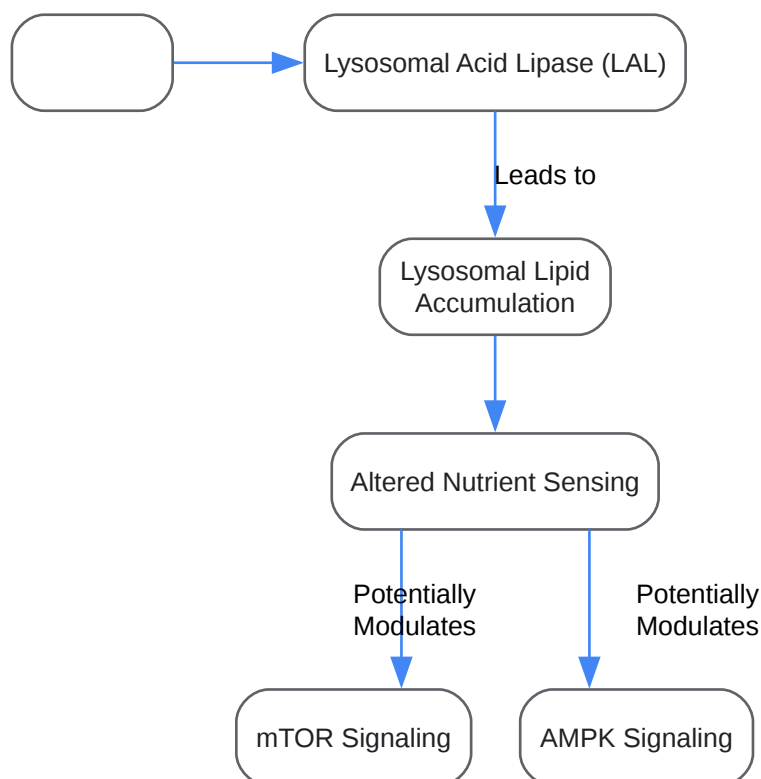 Lysosomal Acid Lipase (LAL)
Leads to
Lysosomal Lipid
Accumulation
Altered Nutrient Sensing
Potentially
Modulates
Potentially
Modulates
mTOR Signaling
AMPK Signaling